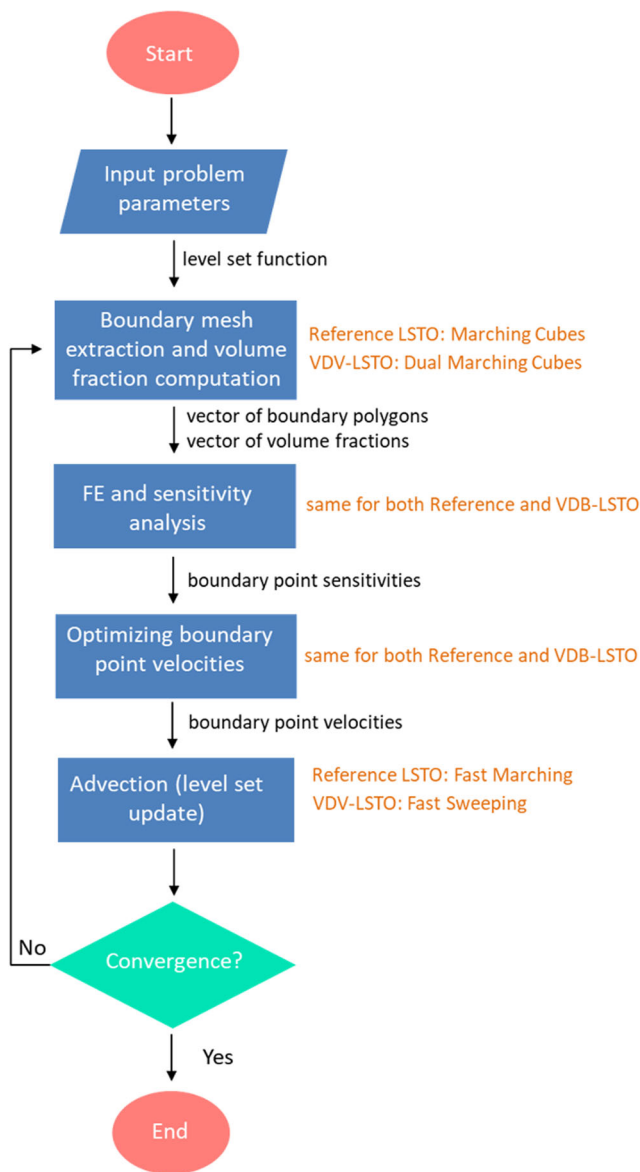 Start
Input problem
parameters
level set function
Boundary mesh
extraction and volume
fraction computation
Reference LSTO: Marching Cubes
VDV-LSTO: Dual Marching Cubes
vector of boundary polygons
vector of volume fractions
FE and sensitivity
analysis
same for both Reference and VDB-LSTO
boundary point sensitivities
Optimizing boundary
point velocities
same for both Reference and VDB-LSTO
boundary point velocities
Advection (level set
update)
Reference LSTO: Fast Marching
VDV-LSTO: Fast Sweeping
No
Convergence?
Yes
End